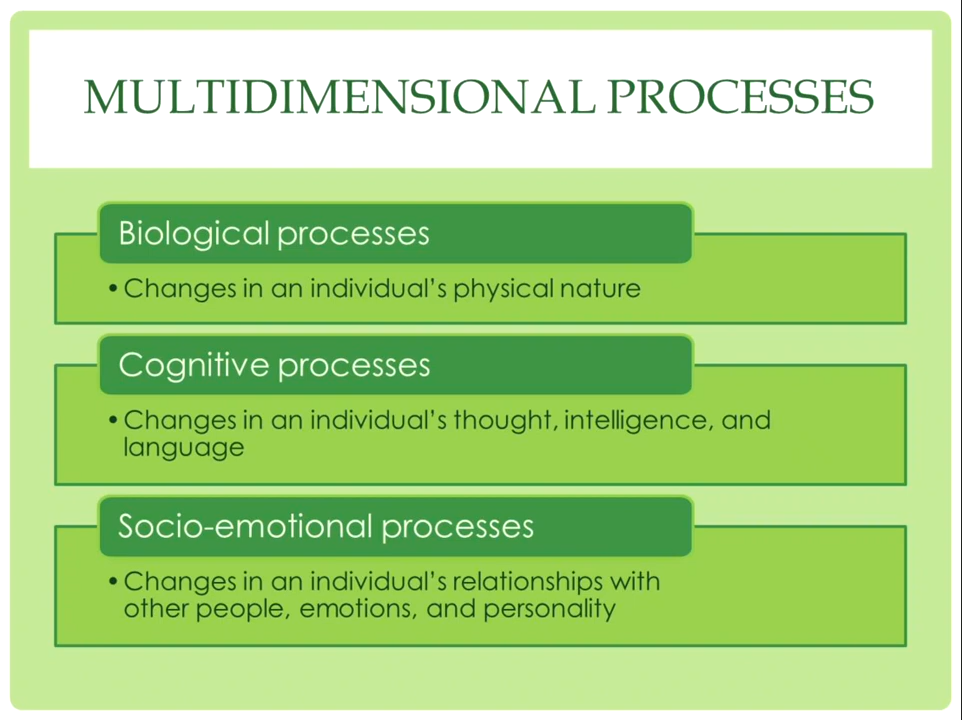 MULTIDIMENSIONAL PROCESSES
Biological processes
• Changes in an individual's physical nature
Cognitive processes
• Changes in an individual's thought, intelligence, and
language
Socio-emotional processes
• Changes in an individual's relationships with
other people, emotions, and personality